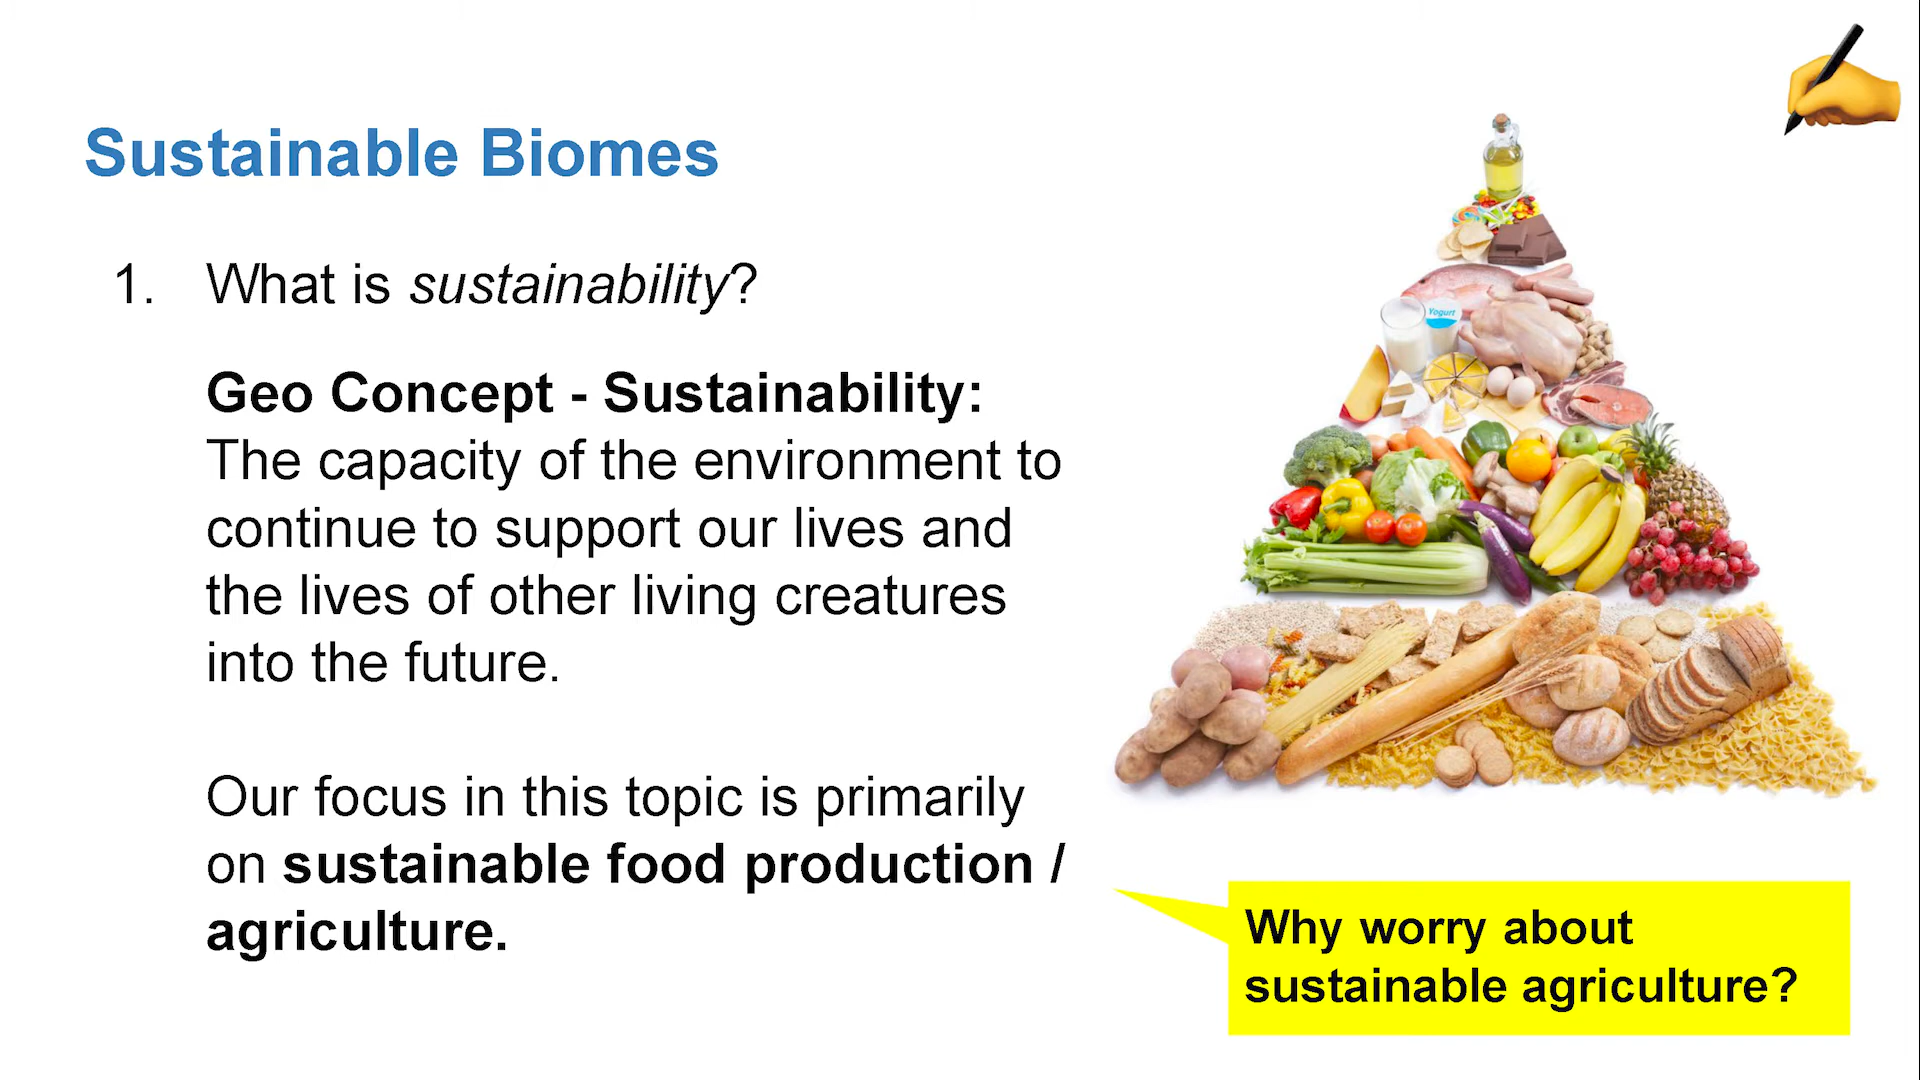 Sustainable Biomes
1. What is sustainability?
Geo Concept - Sustainability:
The capacity of the environment to
continue to support our lives and
the lives of other living creatures
into the future.
Our focus in this topic is primarily
on sustainable food production /
agriculture.
Yogurt
Why worry about
sustainable agriculture?